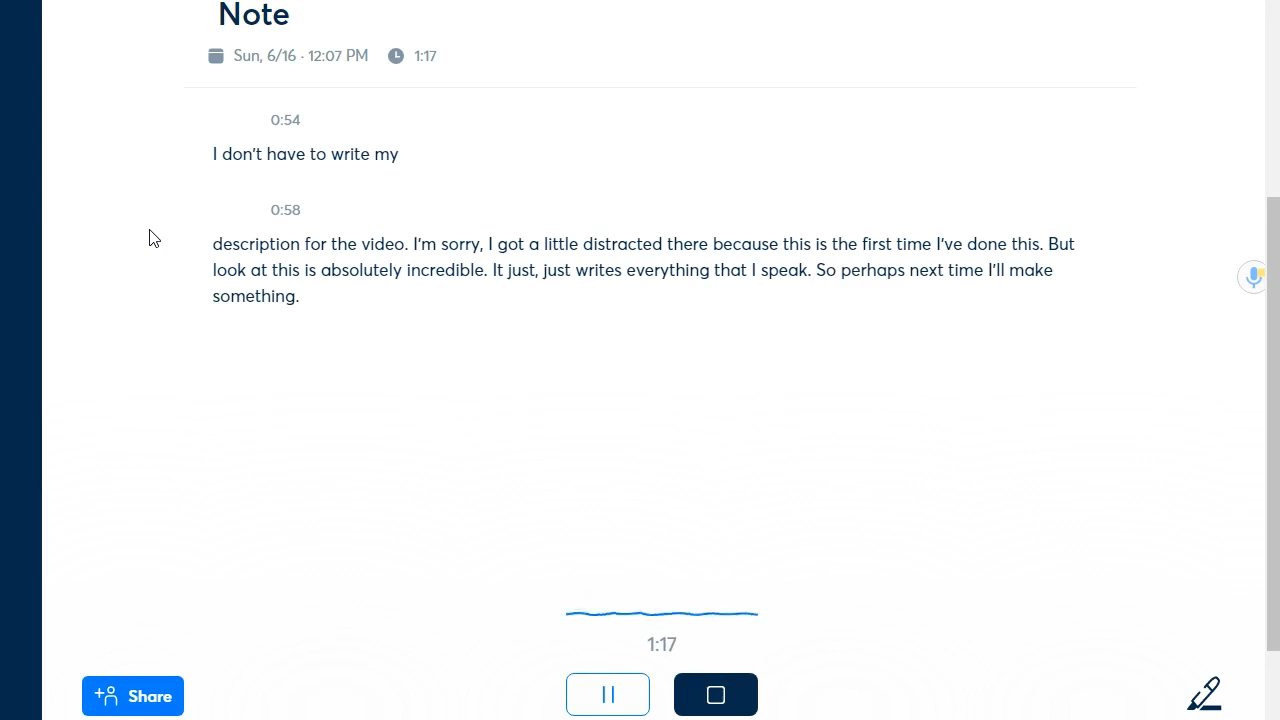 Note
Sun, 6/16 · 12:07 PM 1:17
0:54
I don't have to write my
0:58
description for the video. I'm sorry, I got a little distracted there because this is the first time I've done this. But
look at this is absolutely incredible. It just, just writes everything that I speak. So perhaps next time I'll make
something.
1:17
Share